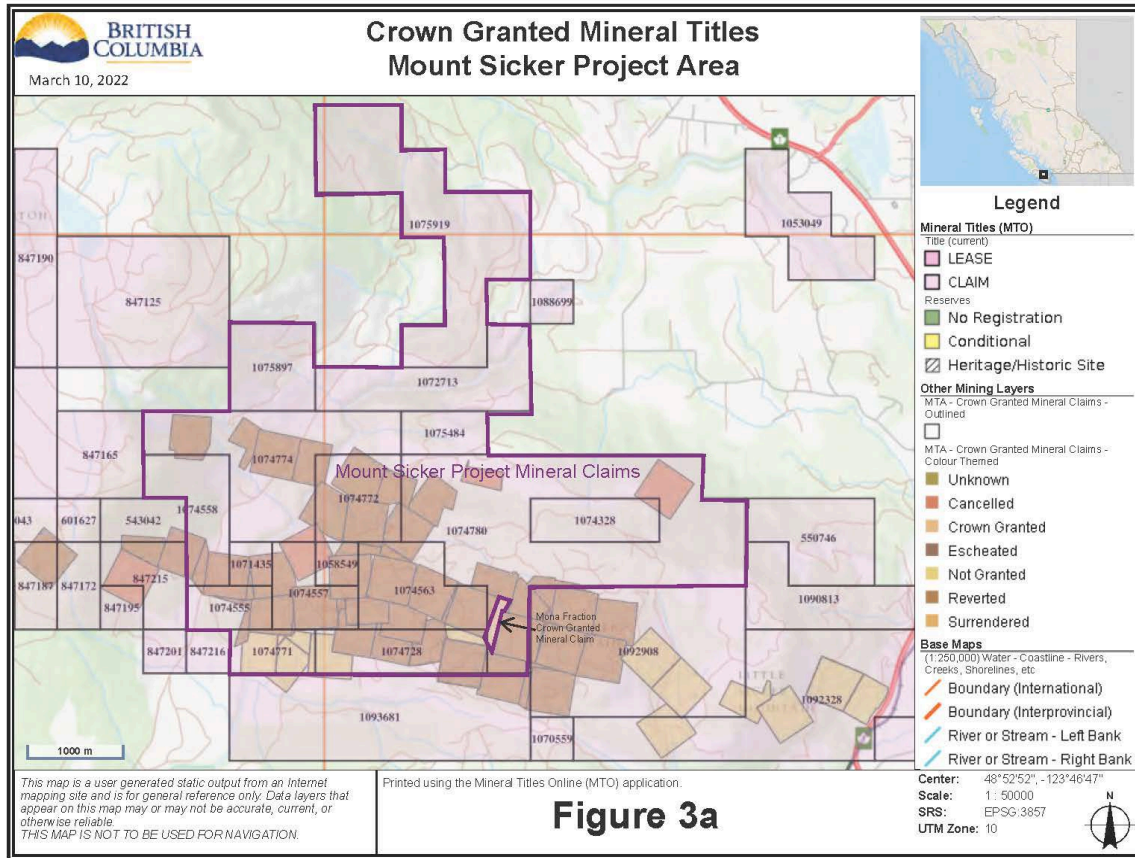 BRITISH
COLUMBIA
March 10, 2022
Crown Granted Mineral Titles
Mount Sicker Project Area
1075919
1053049
847190
847125
1088699
1075897
1072713
1075484
847165
1074774
Mount Sicker Project Mineral Claims
1074772
1074558
1074780
1074328
043
601627
543042
550746
1071435
1058549
847187
847172
847215
1074563
1074557
847195
1074555
1090813
Mona Fraction
Crown Granted
Mineral Claim
847201
847216
1074771
1074728
1092908
LITTLE
1092328
1093681
1070559
1000 m
Legend
Mineral Titles (MTO)
Title (current)
LEASE
CLAIM
Reserves
No Registration
Conditional
Heritage/Historic Site
Other Mining Layers
MTA - Crown Granted Mineral Claims -
Outlined
MTA - Crown Granted Mineral Claims -
Colour Themed
Unknown
Cancelled
Crown Granted
Escheated
Not Granted
Reverted
Surrendered
Base Maps
(1:250,000) Water - Coastline - Rivers,
Creeks, Shorelines, etc
Boundary (International)
Boundary (Interprovincial)
River or Stream - Left Bank
River or Stream - Right Bank
This map is a user generated static output from an Internet
mapping site and is for general reference only. Data layers that
appear on this map may or may not be accurate, current, or
otherwise reliable.
THIS MAP IS NOT TO BE USED FOR NAVIGATION.
Printed using the Mineral Titles Online (MTO) application.
Figure 3a
Center: 48°52'52", -123°46'47"
Scale: 1 : 50000
SRS: EPSG:3857
UTM Zone: 10
N